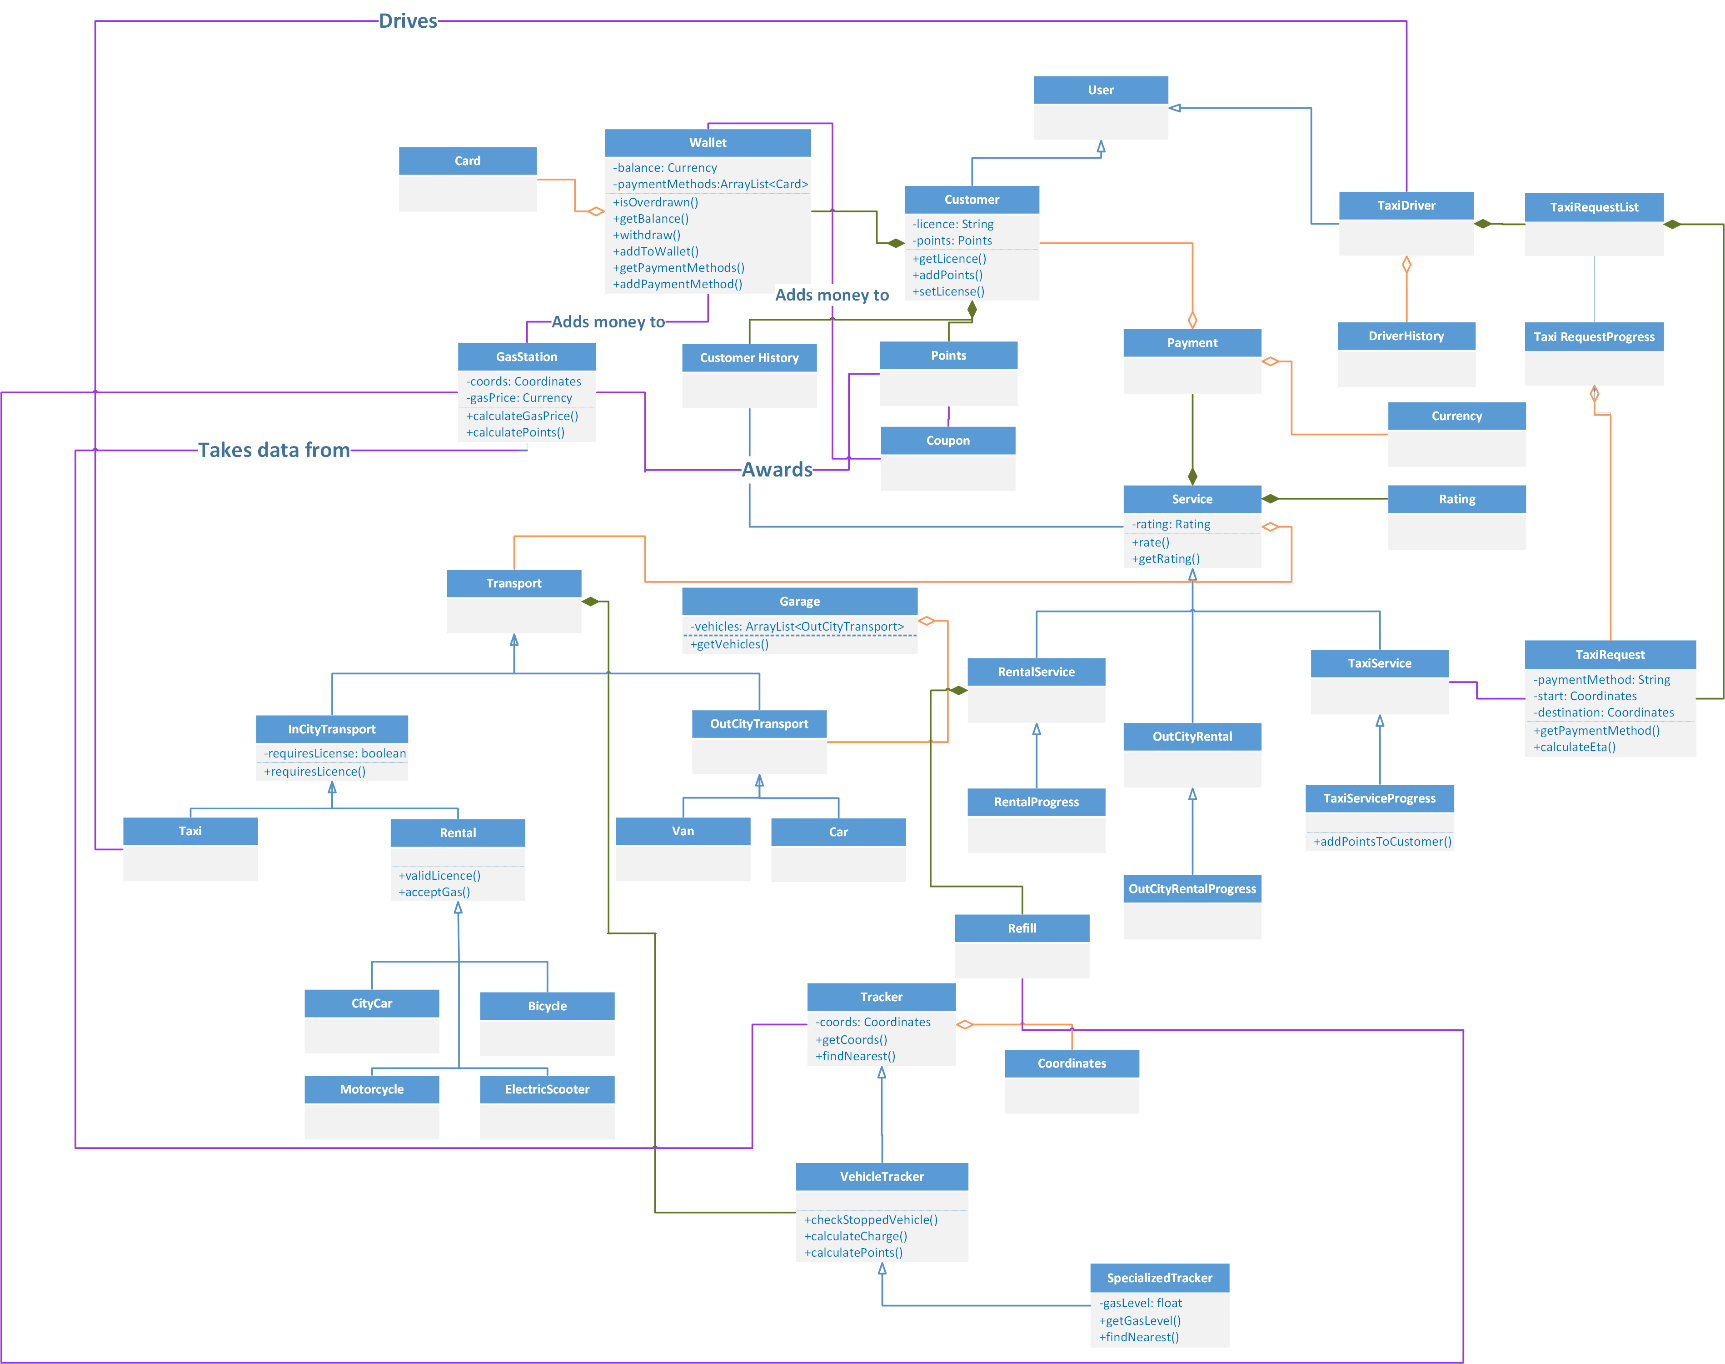 Drives
User
Wallet
-balance: Currency
-paymentMethods:ArrayList<Card>
+isOverdrawn()
+getBalance()
+withdraw()
+addToWallet()
+getPaymentMethods()
+addPaymentMethod()
Card
Customer
-licence: String
-points: Points
+getLicence()
+addPoints()
+setLicense()
TaxiDriver
TaxiRequestList
Adds money to
Adds money to
GasStation
-coords: Coordinates
-gasPrice: Currency
+calculateGasPrice()
+calculatePoints()
Customer History
Points
Payment
DriverHistory
Taxi RequestProgress
Currency
Coupon
Takes data from
Awards
Service
-rating: Rating
+rate()
+getRating()
Rating
Transport
Garage
-vehicles: ArrayList<OutCityTransport>
+getVehicles()
RentalService
TaxiService
TaxiRequest
-paymentMethod: String
-start: Coordinates
-destination: Coordinates
+getPaymentMethod()
+calculateEta()
InCityTransport
-requiresLicense: boolean
+requiresLicence()
OutCityTransport
OutCityRental
RentalProgress
TaxiServiceProgress
+addPointsToCustomer()
Taxi
Rental
+validLicence()
+acceptGas()
Van
Car
OutCityRentalProgress
Refill
CityCar
Bicycle
Tracker
-coords: Coordinates
+getCoords()
+findNearest()
Coordinates
Motorcycle
ElectricScooter
VehicleTracker
+checkStoppedVehicle()
+calculateCharge()
+calculatePoints()
SpecializedTracker
-gasLevel: float
+getGasLevel()
+findNearest()